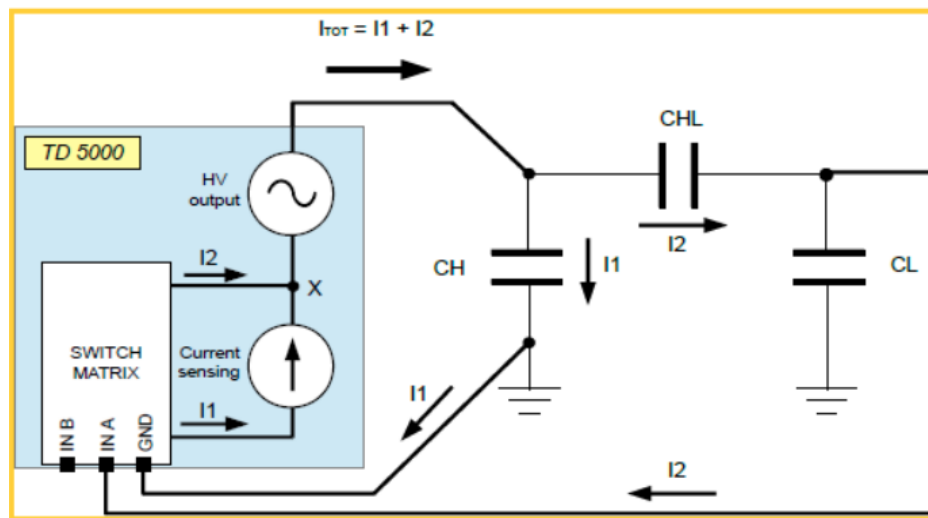 ITOT = I1 + I2
TD 5000
HV
output
I2
X
SWITCH
MATRIX
Current
sensing
I1
IN B
IN A
GND
CHL
I2
CH
I1
CL
I1
I2